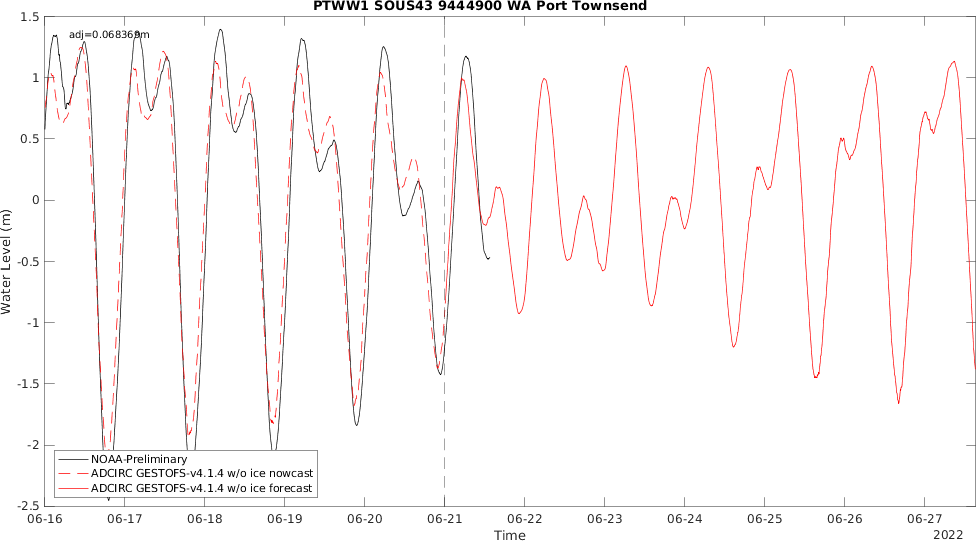 PTWW1 SOUS43 9444900 WA Port Townsend
adj=0.068369m
Water Level (m)
1.5
1
0.5
0
-0.5
-1
-1.5
-2
-2.5
NOAA-Preliminary
ADCIRC GESTOFS-v4.1.4 w/o ice nowcast
ADCIRC GESTOFS-v4.1.4 w/o ice forecast
06-16 06-17 06-18 06-19 06-20 06-21 06-22 06-23 06-24 06-25 06-26 06-27
Time
2022